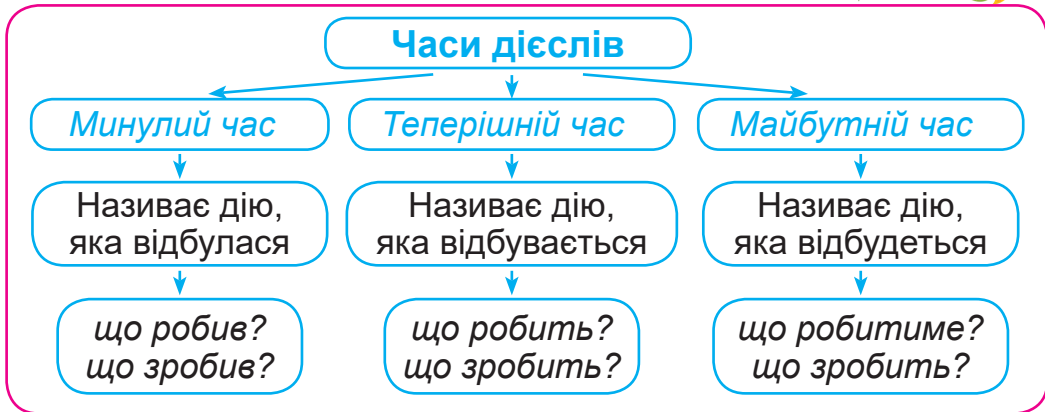 Часи дієслів
Минулий час
Теперішній час
Майбутній час
Називає дію,
яка відбулася
Називає дію,
яка відбувається
Називає дію,
яка відбудеться
що робив?
що зробив?
що робить?
що зробить?
що робитиме?
що зробить?